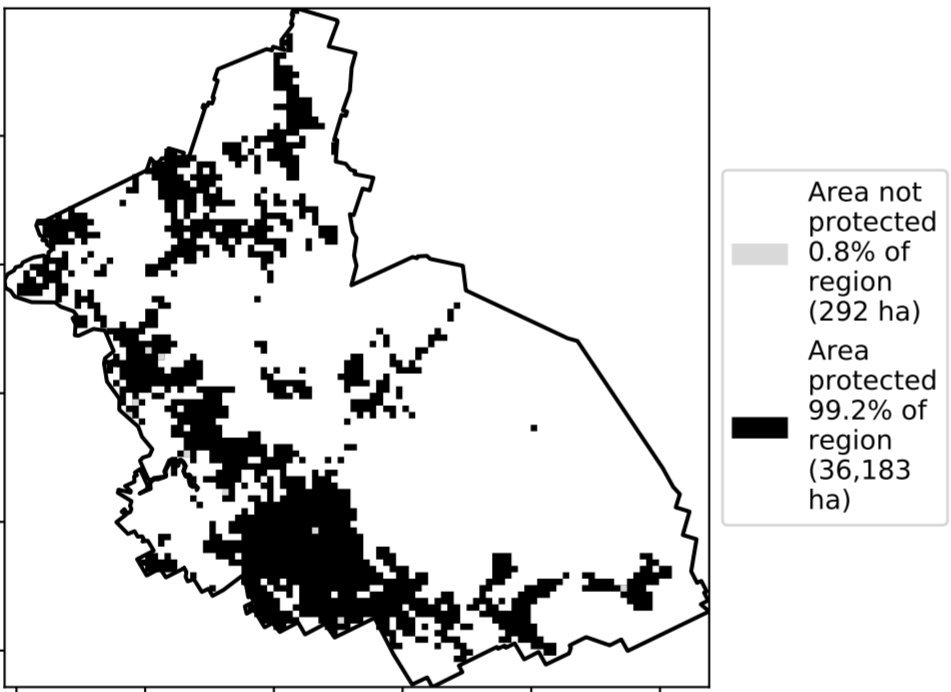 Area not
protected
0.8% of
region
(292 ha)
Area
protected
99.2% of
region
(36,183
ha)